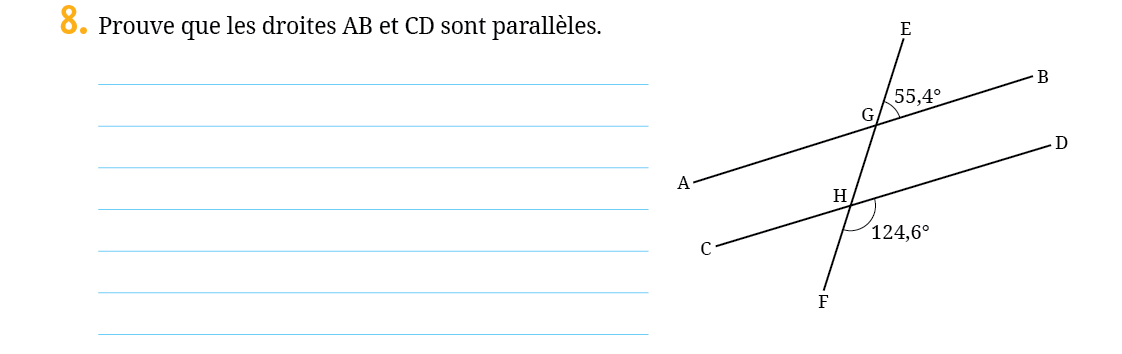 8. Prouve que les droites AB et CD sont parallèles.
E
B
55,4°
G
D
A
H
124,6°
C
F